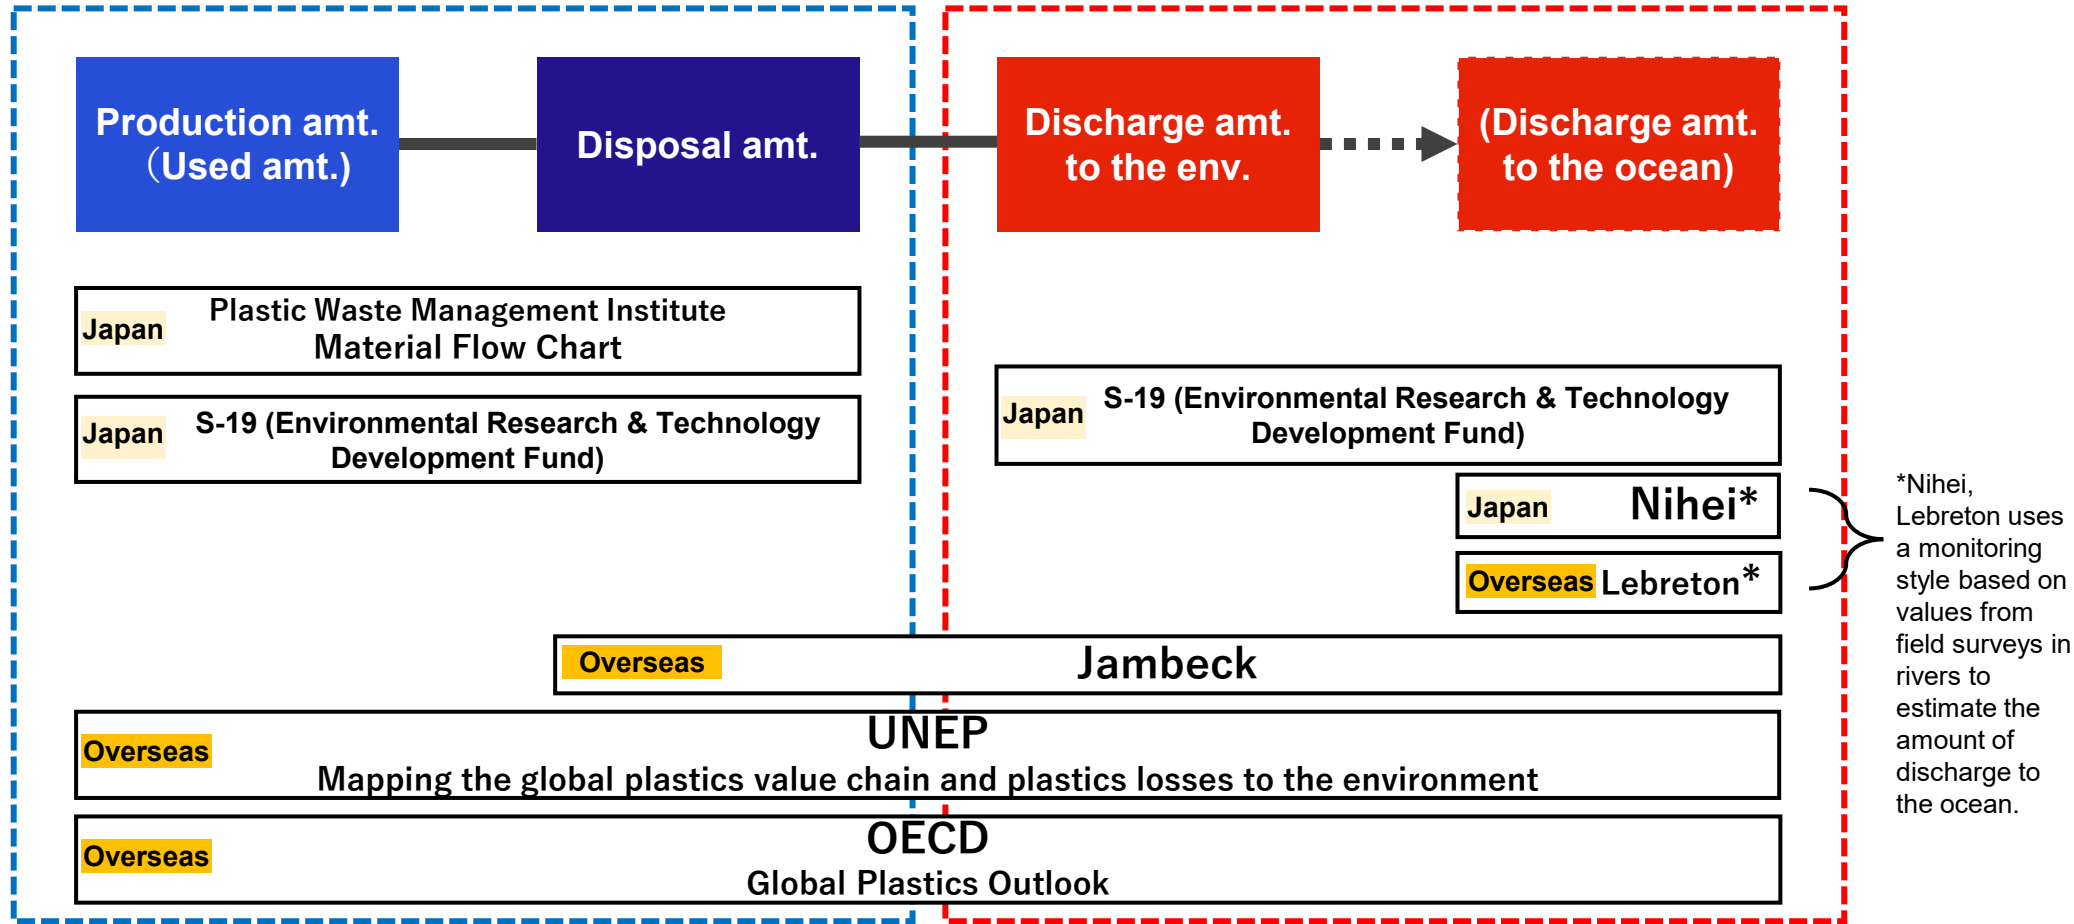 Production amt.
（Used amt.)
Disposal amt.
Discharge amt.
to the env.
(Discharge amt.
to the ocean)
Japan
Plastic Waste Management Institute
Material Flow Chart
Japan
S-19 (Environmental Research & Technology
Development Fund)
Japan
S-19 (Environmental Research & Technology
Development Fund)
Japan
Nihei*
Overseas
Lebreton*
*Nihei,
Lebreton uses
a monitoring
style based on
values from
field surveys in
rivers to
estimate the
amount of
discharge to
the ocean.
Overseas
Jambeck
Overseas
UNEP
Mapping the global plastics value chain and plastics losses to the environment
Overseas
OECD
Global Plastics Outlook